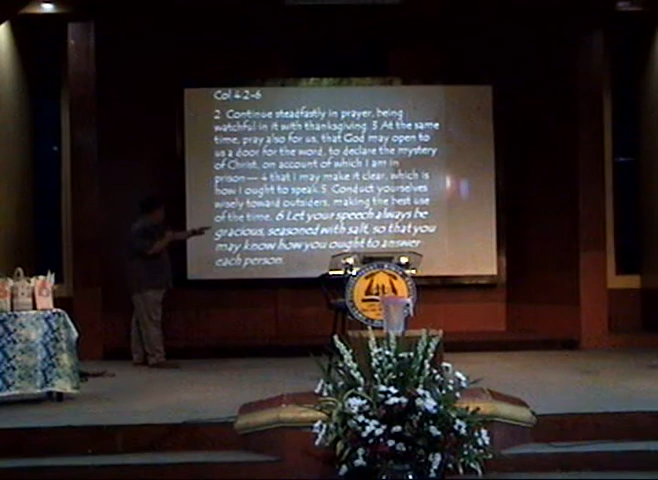 Col 4:2-6
2 Continue steadfastly in prayer, being
watchful in it with thanksgiving. 3 At the same
time, pray also for us, that God may open to
us a door for the word, to declare the mystery
of Christ, on account of which I am in
prison— 4 that I may make it clear, which is
how I ought to speak. 5 Conduct yourselves
wisely toward outsiders, making the best use
of the time. 6 Let your speech always be
gracious, seasoned with salt, so that you
may know how you ought to answer
each person.